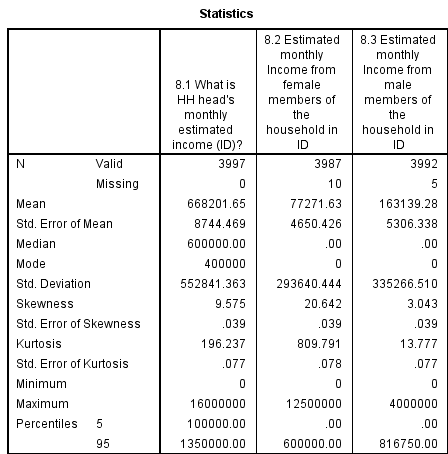 Statistics
8.1 What is HH head's monthly estimated income (ID)? 8.2 Estimated monthly Income from female members of the household in ID 8.3 Estimated monthly Income from male members of the household in ID
N Valid 3997 3987 3992
Missing 0 10 5
Mean 668201.65 77271.63 163139.28
Std. Error of Mean 8744.469 4650.426 5306.338
Median 600000.00 .00 .00
Mode 400000 0 0
Std. Deviation 552841.363 293640.444 335266.510
Skewness 9.575 20.642 3.043
Std. Error of Skewness .039 .039 .039
Kurtosis 196.237 809.791 13.777
Std. Error of Kurtosis .077 .078 .077
Minimum 0 0 0
Maximum 16000000 12500000 4000000
Percentiles 5 100000.00 .00 .00
95 1350000.00 600000.00 816750.00